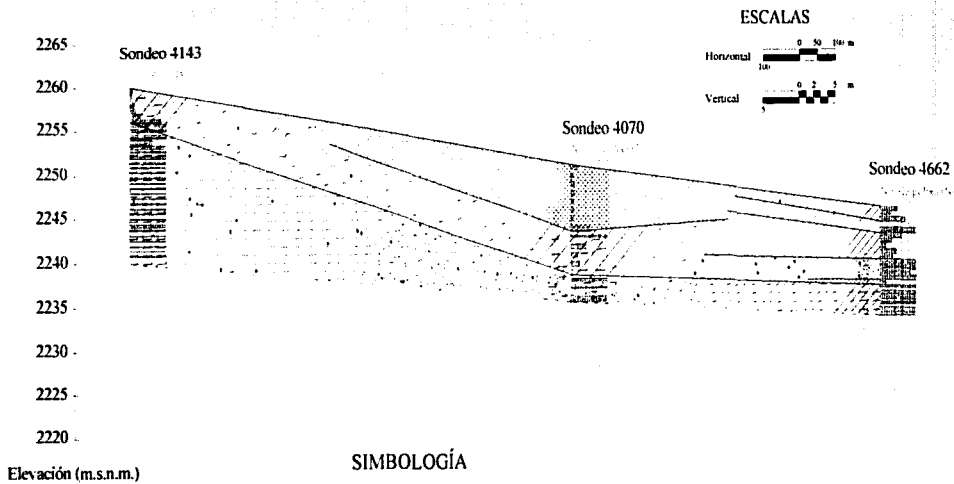 ESCALAS
2265
Sondeo 4143
0 50 100 m
Horizontal
100
2260
0 2 5 m
Vertical
5
Sondeo 4070
2255
Sondeo 4662
2250
2245
2240
2235
2230
2225
2220
SIMBOLOGÍA
Elevación (m.s.n.m.)